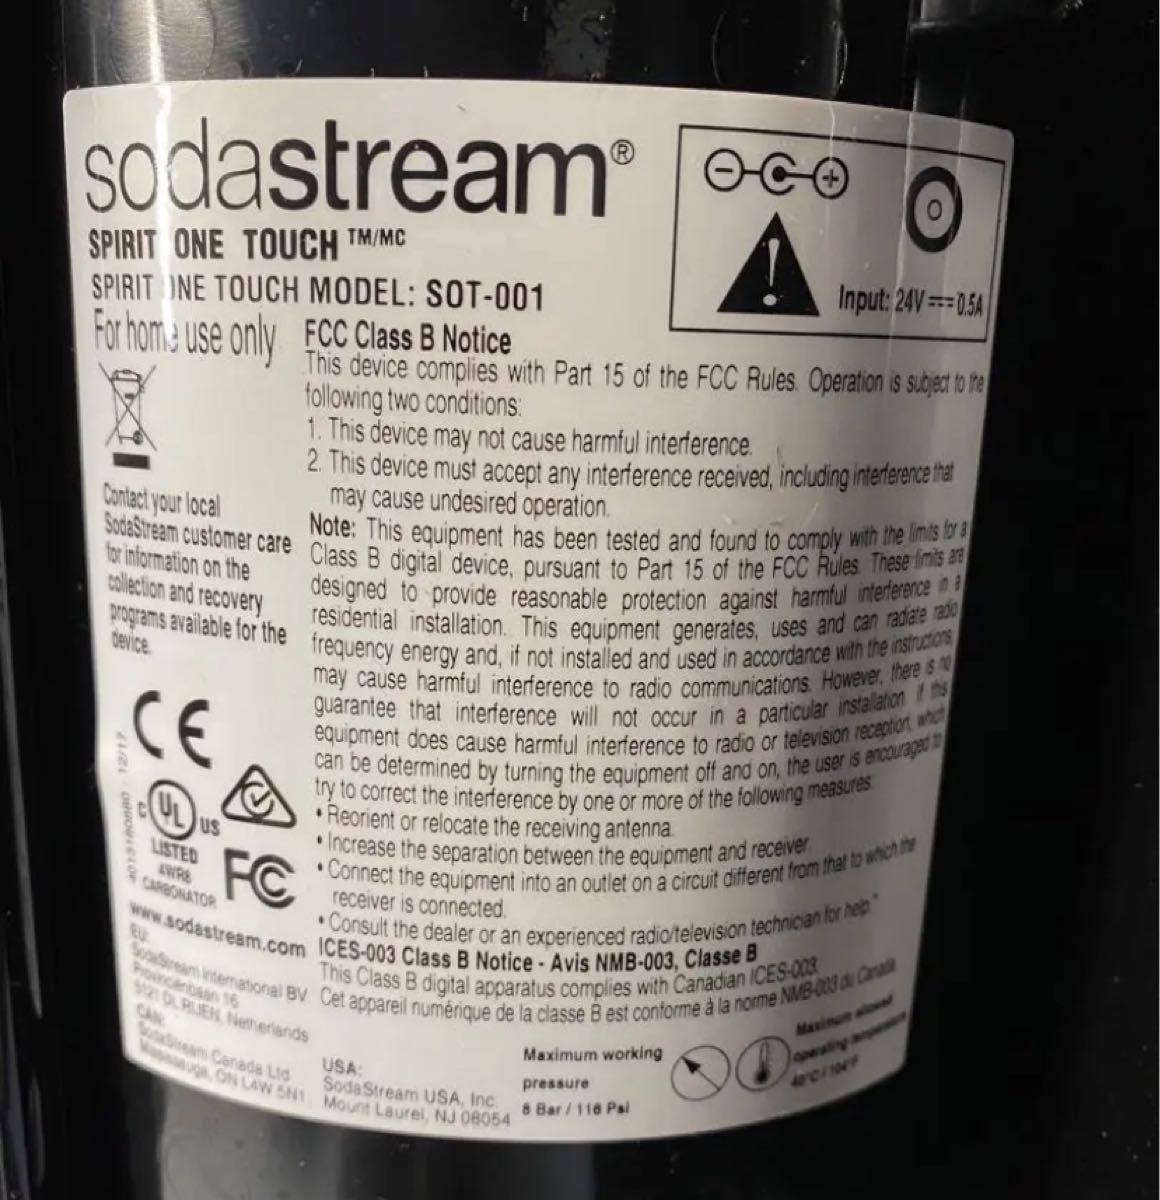 sodastream®
SPIRIT ONE TOUCH TM/MC
SPIRIT ONE TOUCH MODEL: SOT-001
Input: 24V 0.5A
For home use only
Contact your local
SodaStream customer care
for information on the
collection and recovery
programs available for the
device.
FCC Class B Notice
This device complies with Part 15 of the FCC Rules. Operation is subject to the
following two conditions:
1. This device may not cause harmful interference.
2. This device must accept any interference received, including interference that
may cause undesired operation.
Note: This equipment has been tested and found to comply with the limits for a
Class B digital device, pursuant to Part 15 of the FCC Rules. These limits are
designed to provide reasonable protection against harmful interference in a
residential installation. This equipment generates, uses and can radiate radio
frequency energy and, if not installed and used in accordance with the instructions,
may cause harmful interference to radio communications. However, there is no
guarantee that interference will not occur in a particular installation. If this
equipment does cause harmful interference to radio or television reception, which
can be determined by turning the equipment off and on, the user is encouraged to
try to correct the interference by one or more of the following measures:
• Reorient or relocate the receiving antenna.
• Increase the separation between the equipment and receiver.
• Connect the equipment into an outlet on a circuit different from that to which the
receiver is connected.
• Consult the dealer or an experienced radio/television technician for help."
ICES-003 Class B Notice - Avis NMB-003, Classe B
This Class B digital apparatus complies with Canadian ICES-003.
Cet appareil numérique de la classe B est conforme à la norme NMB-003 du Canada
CE
12/17
C UL US
LISTED
4WR8
CARBONATOR
FC
www.sodastream.com
EU:
SodaStream International BV
Provincienbaan 16
5121 DL RIJEN, Netherlands
CAN:
SodaStream Canada Ltd
Mississauga, ON L4W 5N1
USA:
SodaStream USA, Inc.
Mount Laurel, NJ 08054
Maximum working
pressure
8 Bar / 116 Psi
Maximum allowed
operating temperature
40°C / 104°F